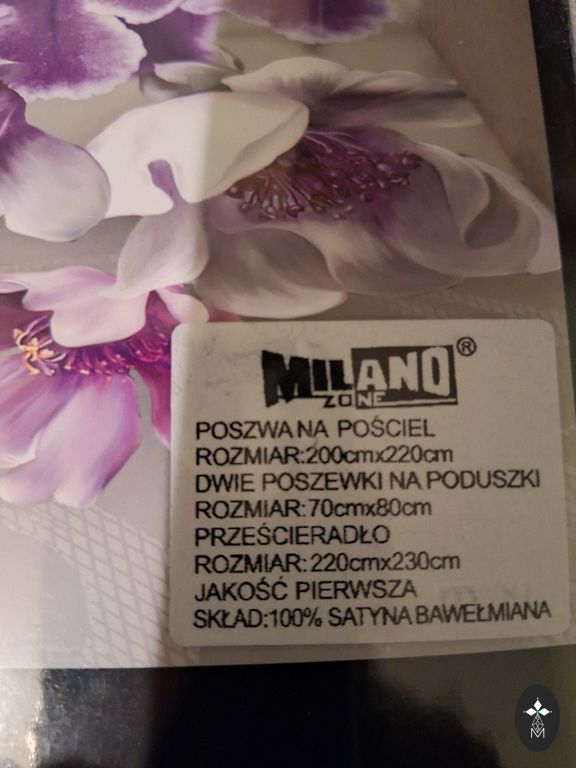 MILANO®
ZONE
POSZWA NA POŚCIEL
ROZMIAR:200cmx220cm
DWIE POSZEWKI NA PODUSZKI
ROZMIAR:70cmx80cm
PRZEŚCIERADŁO
ROZMIAR:220cmx230cm
JAKOŚĆ PIERWSZA
SKŁAD:100% SATYNA BAWEŁMIANA
M